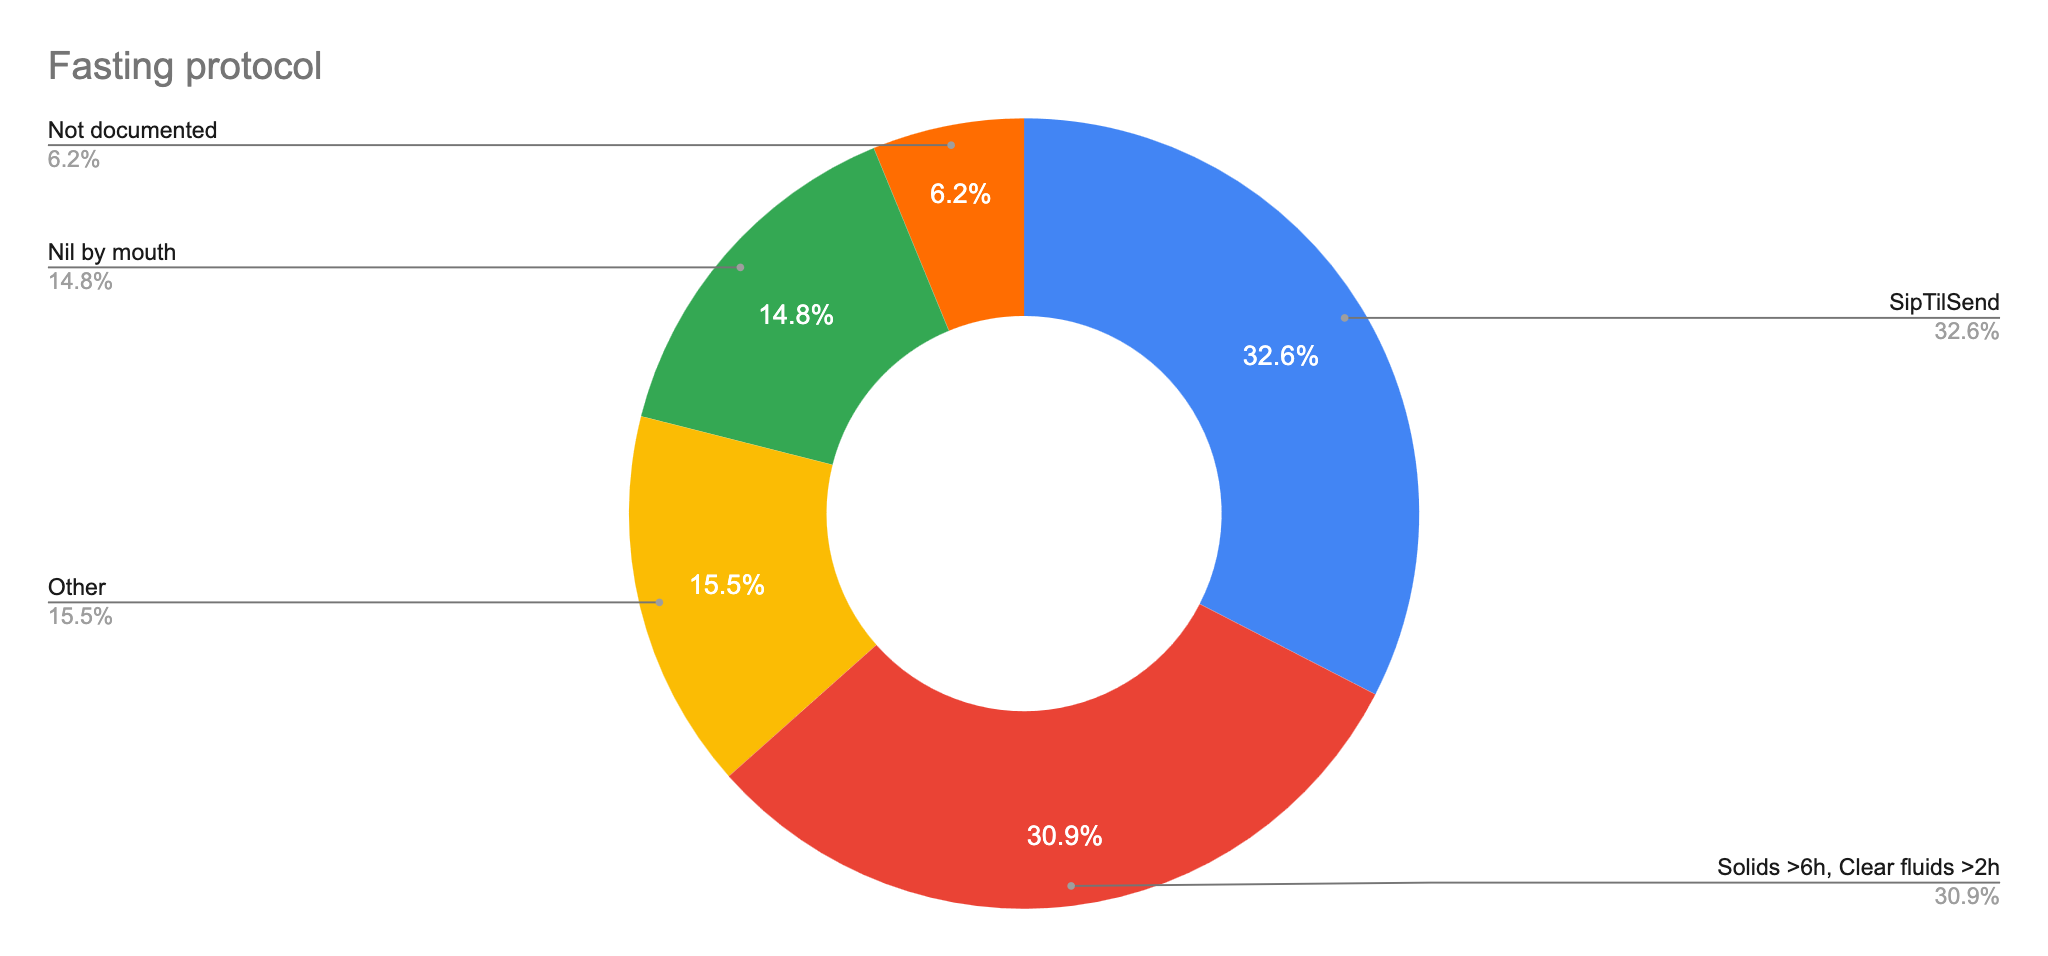 Fasting protocol
Not documented
6.2%
6.2%
Nil by mouth
14.8%
14.8%
SipTilSend
32.6%
32.6%
Other
15.5%
15.5%
30.9%
Solids >6h, Clear fluids >2h
30.9%